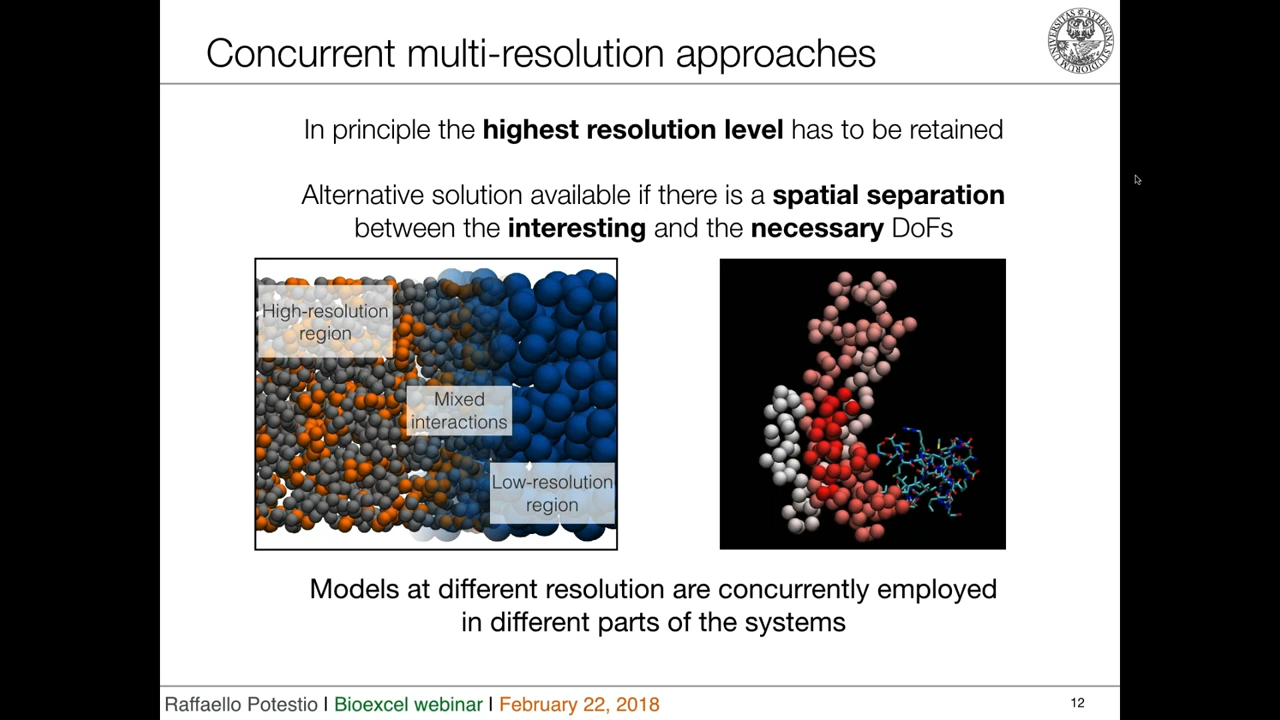 Concurrent multi-resolution approaches
In principle the highest resolution level has to be retained
Alternative solution available if there is a spatial separation
between the interesting and the necessary DoFs
High-resolution
region
Mixed
interactions
Low-resolution
region
Models at different resolution are concurrently employed
in different parts of the systems
Raffaello Potestio | Bioexcel webinar | February 22, 2018
12